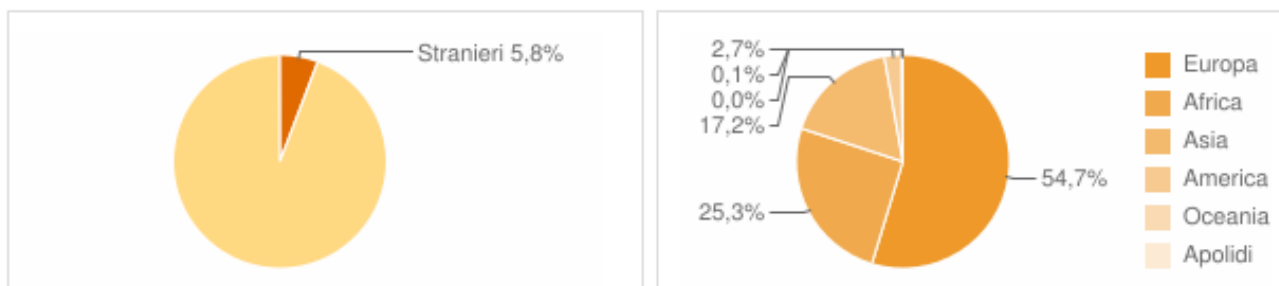 Stranieri 5,8%
2,7%
0,1%
0,0%
17,2%
25,3%
54,7%
Europa
Africa
Asia
America
Oceania
Apolidi